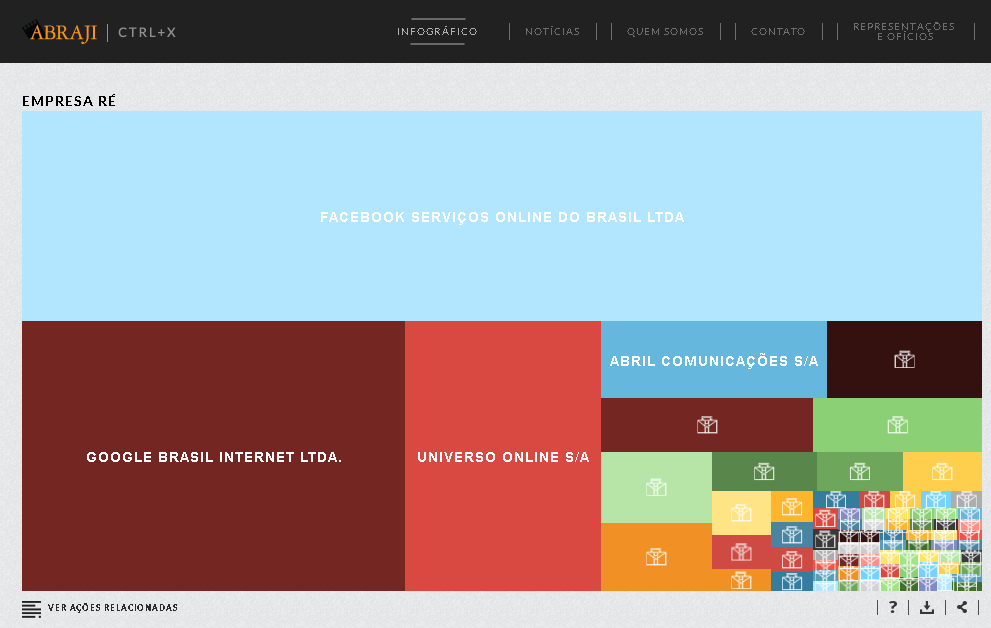 ABRAJI CTRL+X
INFOGRÁFICO
NOTÍCIAS
QUEM SOMOS
CONTATO
REPRESENTAÇÕES
E OFÍCIOS
EMPRESA RÉ
FACEBOOK SERVIÇOS ONLINE DO BRASIL LTDA
ABRIL COMUNICAÇÕES S/A
GOOGLE BRASIL INTERNET LTDA.
UNIVERSO ONLINE S/A
VER AÇÕES RELACIONADAS
?